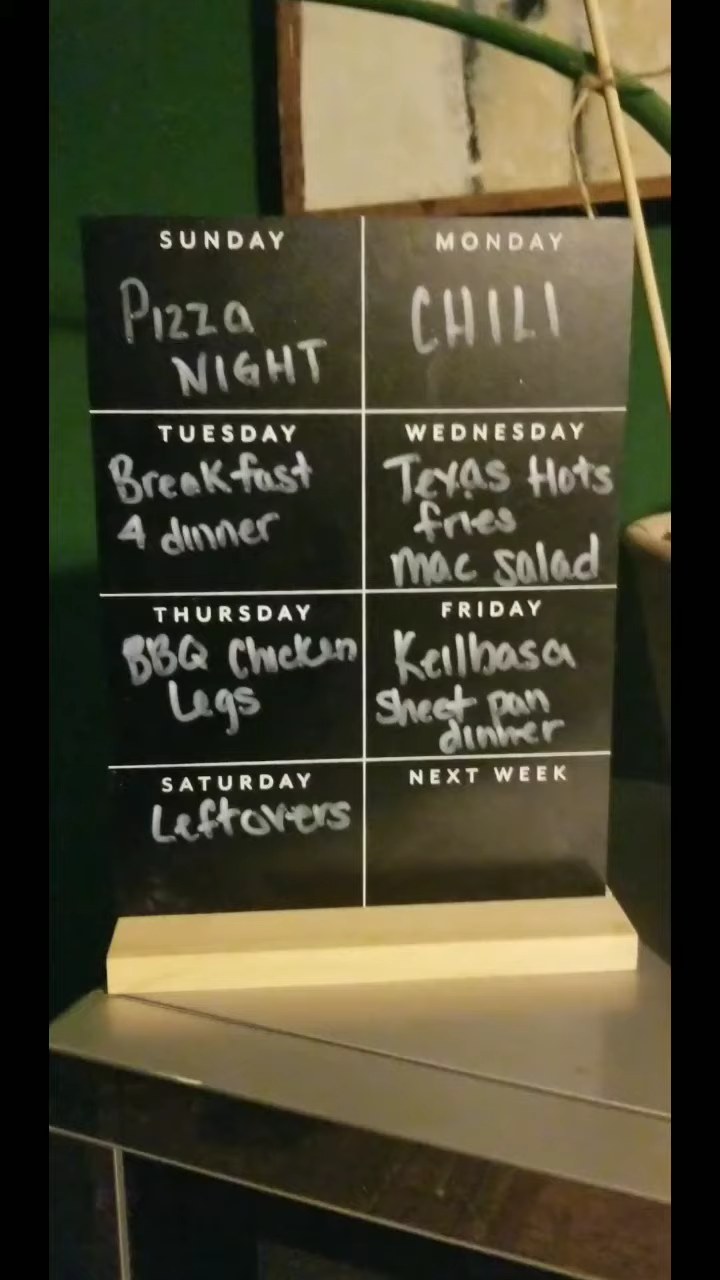 SUNDAY
Pizza
NIGHT
MONDAY
CHILI
TUESDAY
Breakfast
4 dinner
WEDNESDAY
Texas Hots
fries
mac salad
THURSDAY
BBQ Chicken
Legs
FRIDAY
Keilbasa
Sheet pan
dinner
SATURDAY
Leftovers
NEXT WEEK